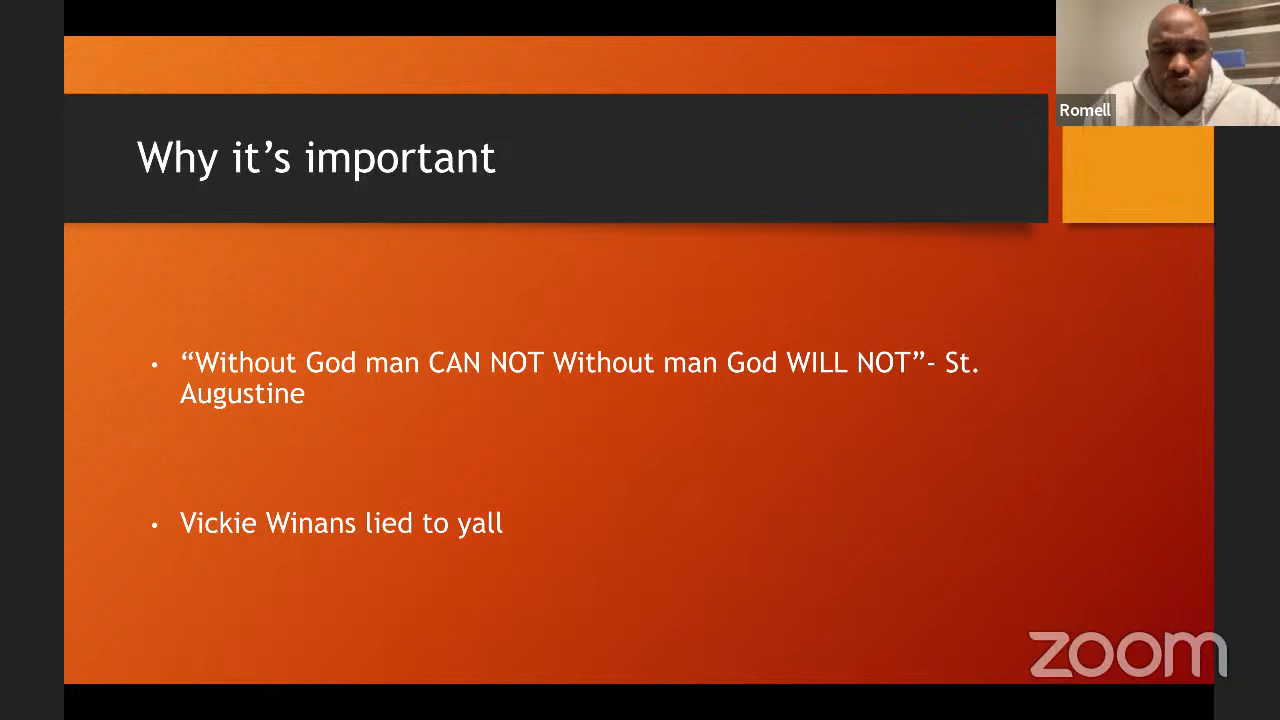 Romell
Why it’s important
• “Without God man CAN NOT Without man God WILL NOT”- St.
Augustine
• Vickie Winans lied to yall
zoom